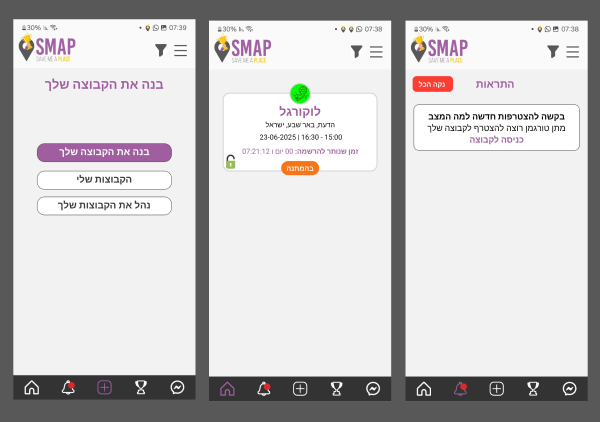 30%
07:39
SMAP
SAVE ME A PLACE
בנה את הקבוצה שלך
בנה את הקבוצה שלך
הקבוצות שלי
נהל את הקבוצות שלך
30%
07:38
SMAP
SAVE ME A PLACE
לוקורגל
הדעת, באר שבע, ישראל
23-06-2025 | 16:30 - 15:00
זמן שנותר להרשמה: 00 יום ו 07:21:12
בהמתנה
30%
07:38
SMAP
SAVE ME A PLACE
התראות
נקה הכל
בקשה להצטרפות חדשה למה המצב
מתן טורגמן רוצה להצטרף לקבוצה שלך
כניסה לקבוצה